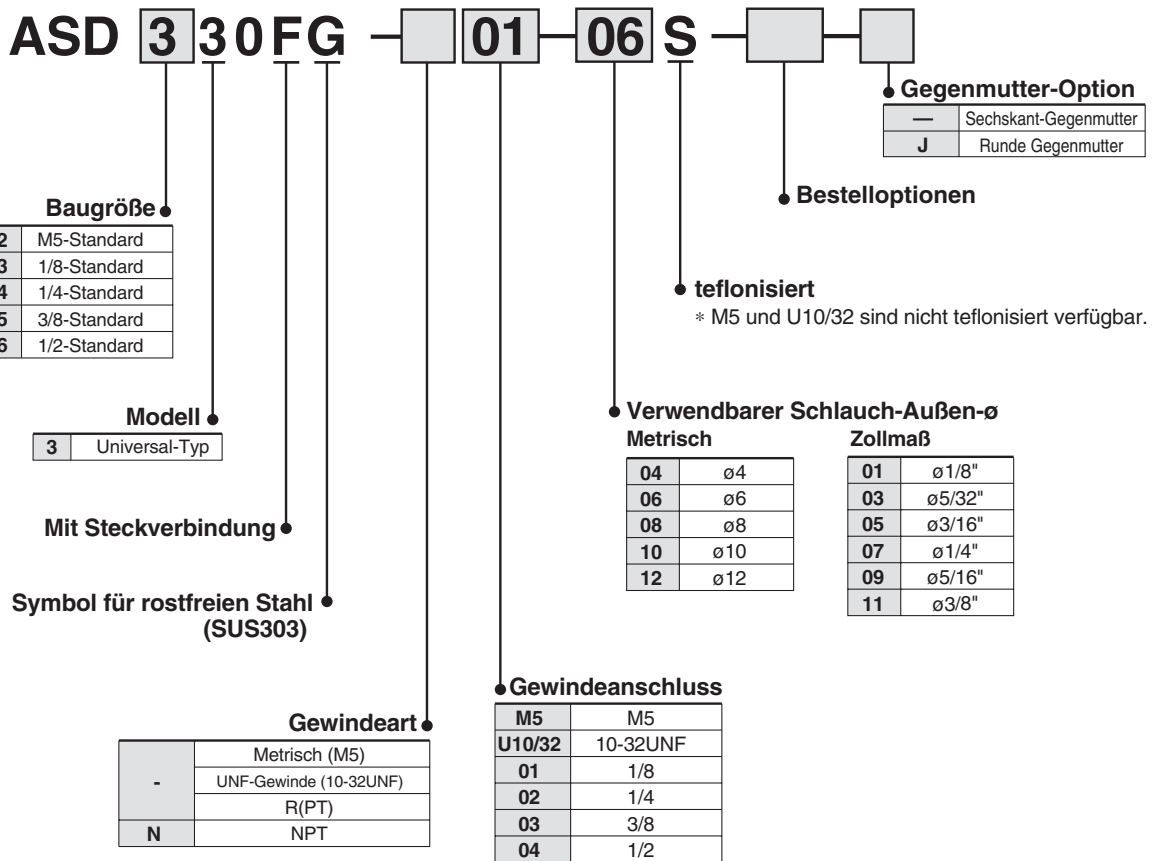 ASD 3 3 0 F G — 01 — 06 S — —
Gegenmutter-Option
— Sechskant-Gegenmutter
J Runde Gegenmutter
Bestelloptionen
Baugröße
2 M5-Standard
3 1/8-Standard
4 1/4-Standard
5 3/8-Standard
6 1/2-Standard
teflonisiert
* M5 und U10/32 sind nicht teflonisiert verfügbar.
Modell
3 Universal-Typ
Verwendbarer Schlauch-Außen-ø
Metrisch
04 ø4
06 ø6
08 ø8
10 ø10
12 ø12
Zollmaß
01 ø1/8"
03 ø5/32"
05 ø3/16"
07 ø1/4"
09 ø5/16"
11 ø3/8"
Mit Steckverbindung
Symbol für rostfreien Stahl
(SUS303)
Gewindeart
- Metrisch (M5)
UNF-Gewinde (10-32UNF)
R(PT)
N NPT
Gewindeanschluss
M5 M5
U10/32 10-32UNF
01 1/8
02 1/4
03 3/8
04 1/2